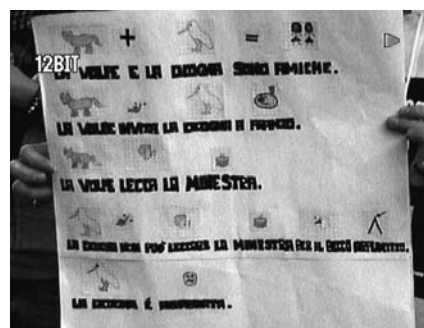 12BIT
LA VOLPE E LA CICOGNA SONO AMICHE.
LA VOLPE INVITA LA CICOGNA A PRANZO.
LA VOLPE LECCA LA MINESTRA.
LA CICOGNA NON PUÒ LECCARE LA MINESTRA PER IL BECCO APPUNTITO.
LA CICOGNA É